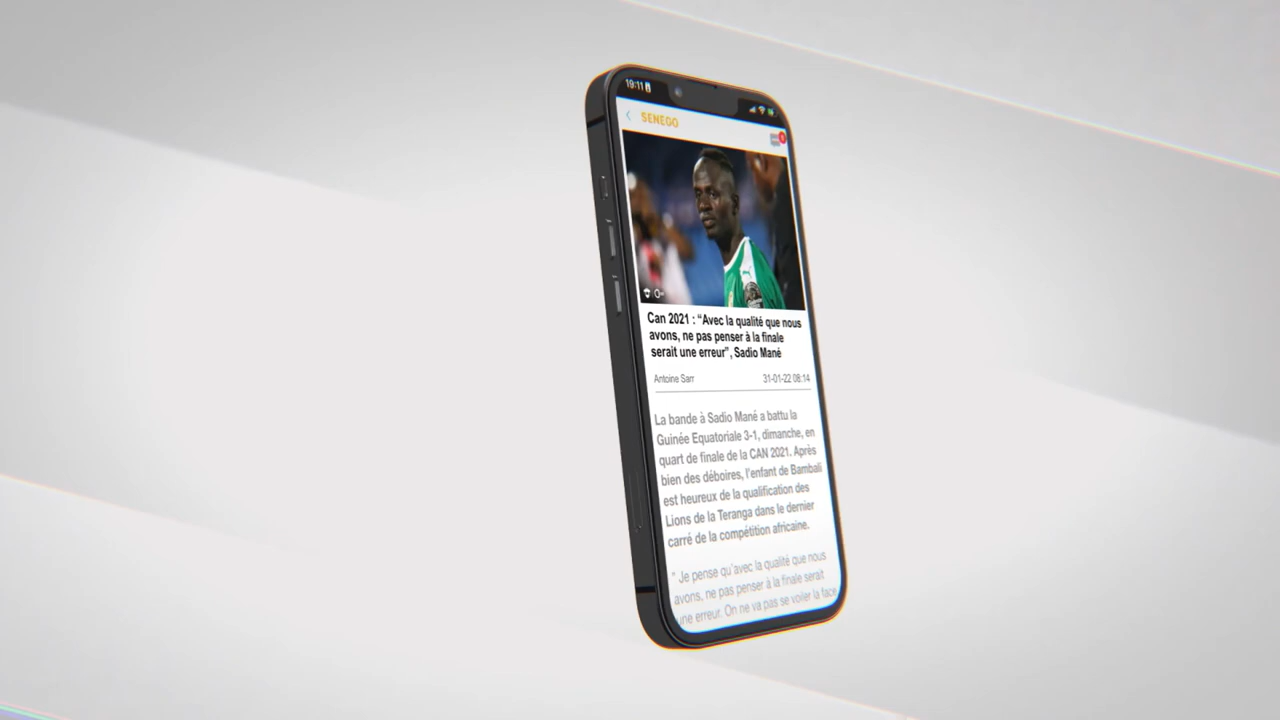 19:11
SENEGO
Can 2021 : “Avec la qualité que nous
avons, ne pas penser à la finale
serait une erreur”, Sadio Mané
Antoine Sarr 31-01-22 08:14
La bande à Sadio Mané a battu la
Guinée Equatoriale 3-1, dimanche, en
quart de finale de la CAN 2021. Après
bien des déboires, l'enfant de Bambali
est heureux de la qualification des
Lions de la Teranga dans le dernier
carré de la compétition africaine.
“ Je pense qu'avec la qualité que nous
avons, ne pas penser à la finale serait
une erreur. On ne va pas se voiler la face